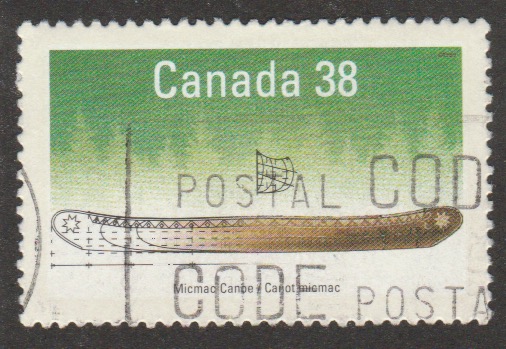 Canada 38
POSTAL COD
Micmac Canoe / Canot micmac
CODE POSTA